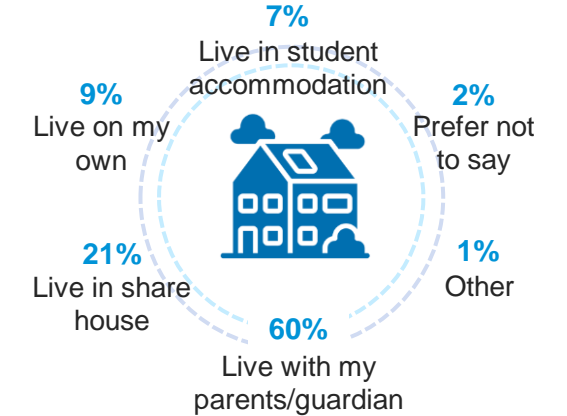 7%
Live in student
accommodation
9%
Live on my
own
2%
Prefer not
to say
21%
Live in share
house
1%
Other
60%
Live with my
parents/guardian